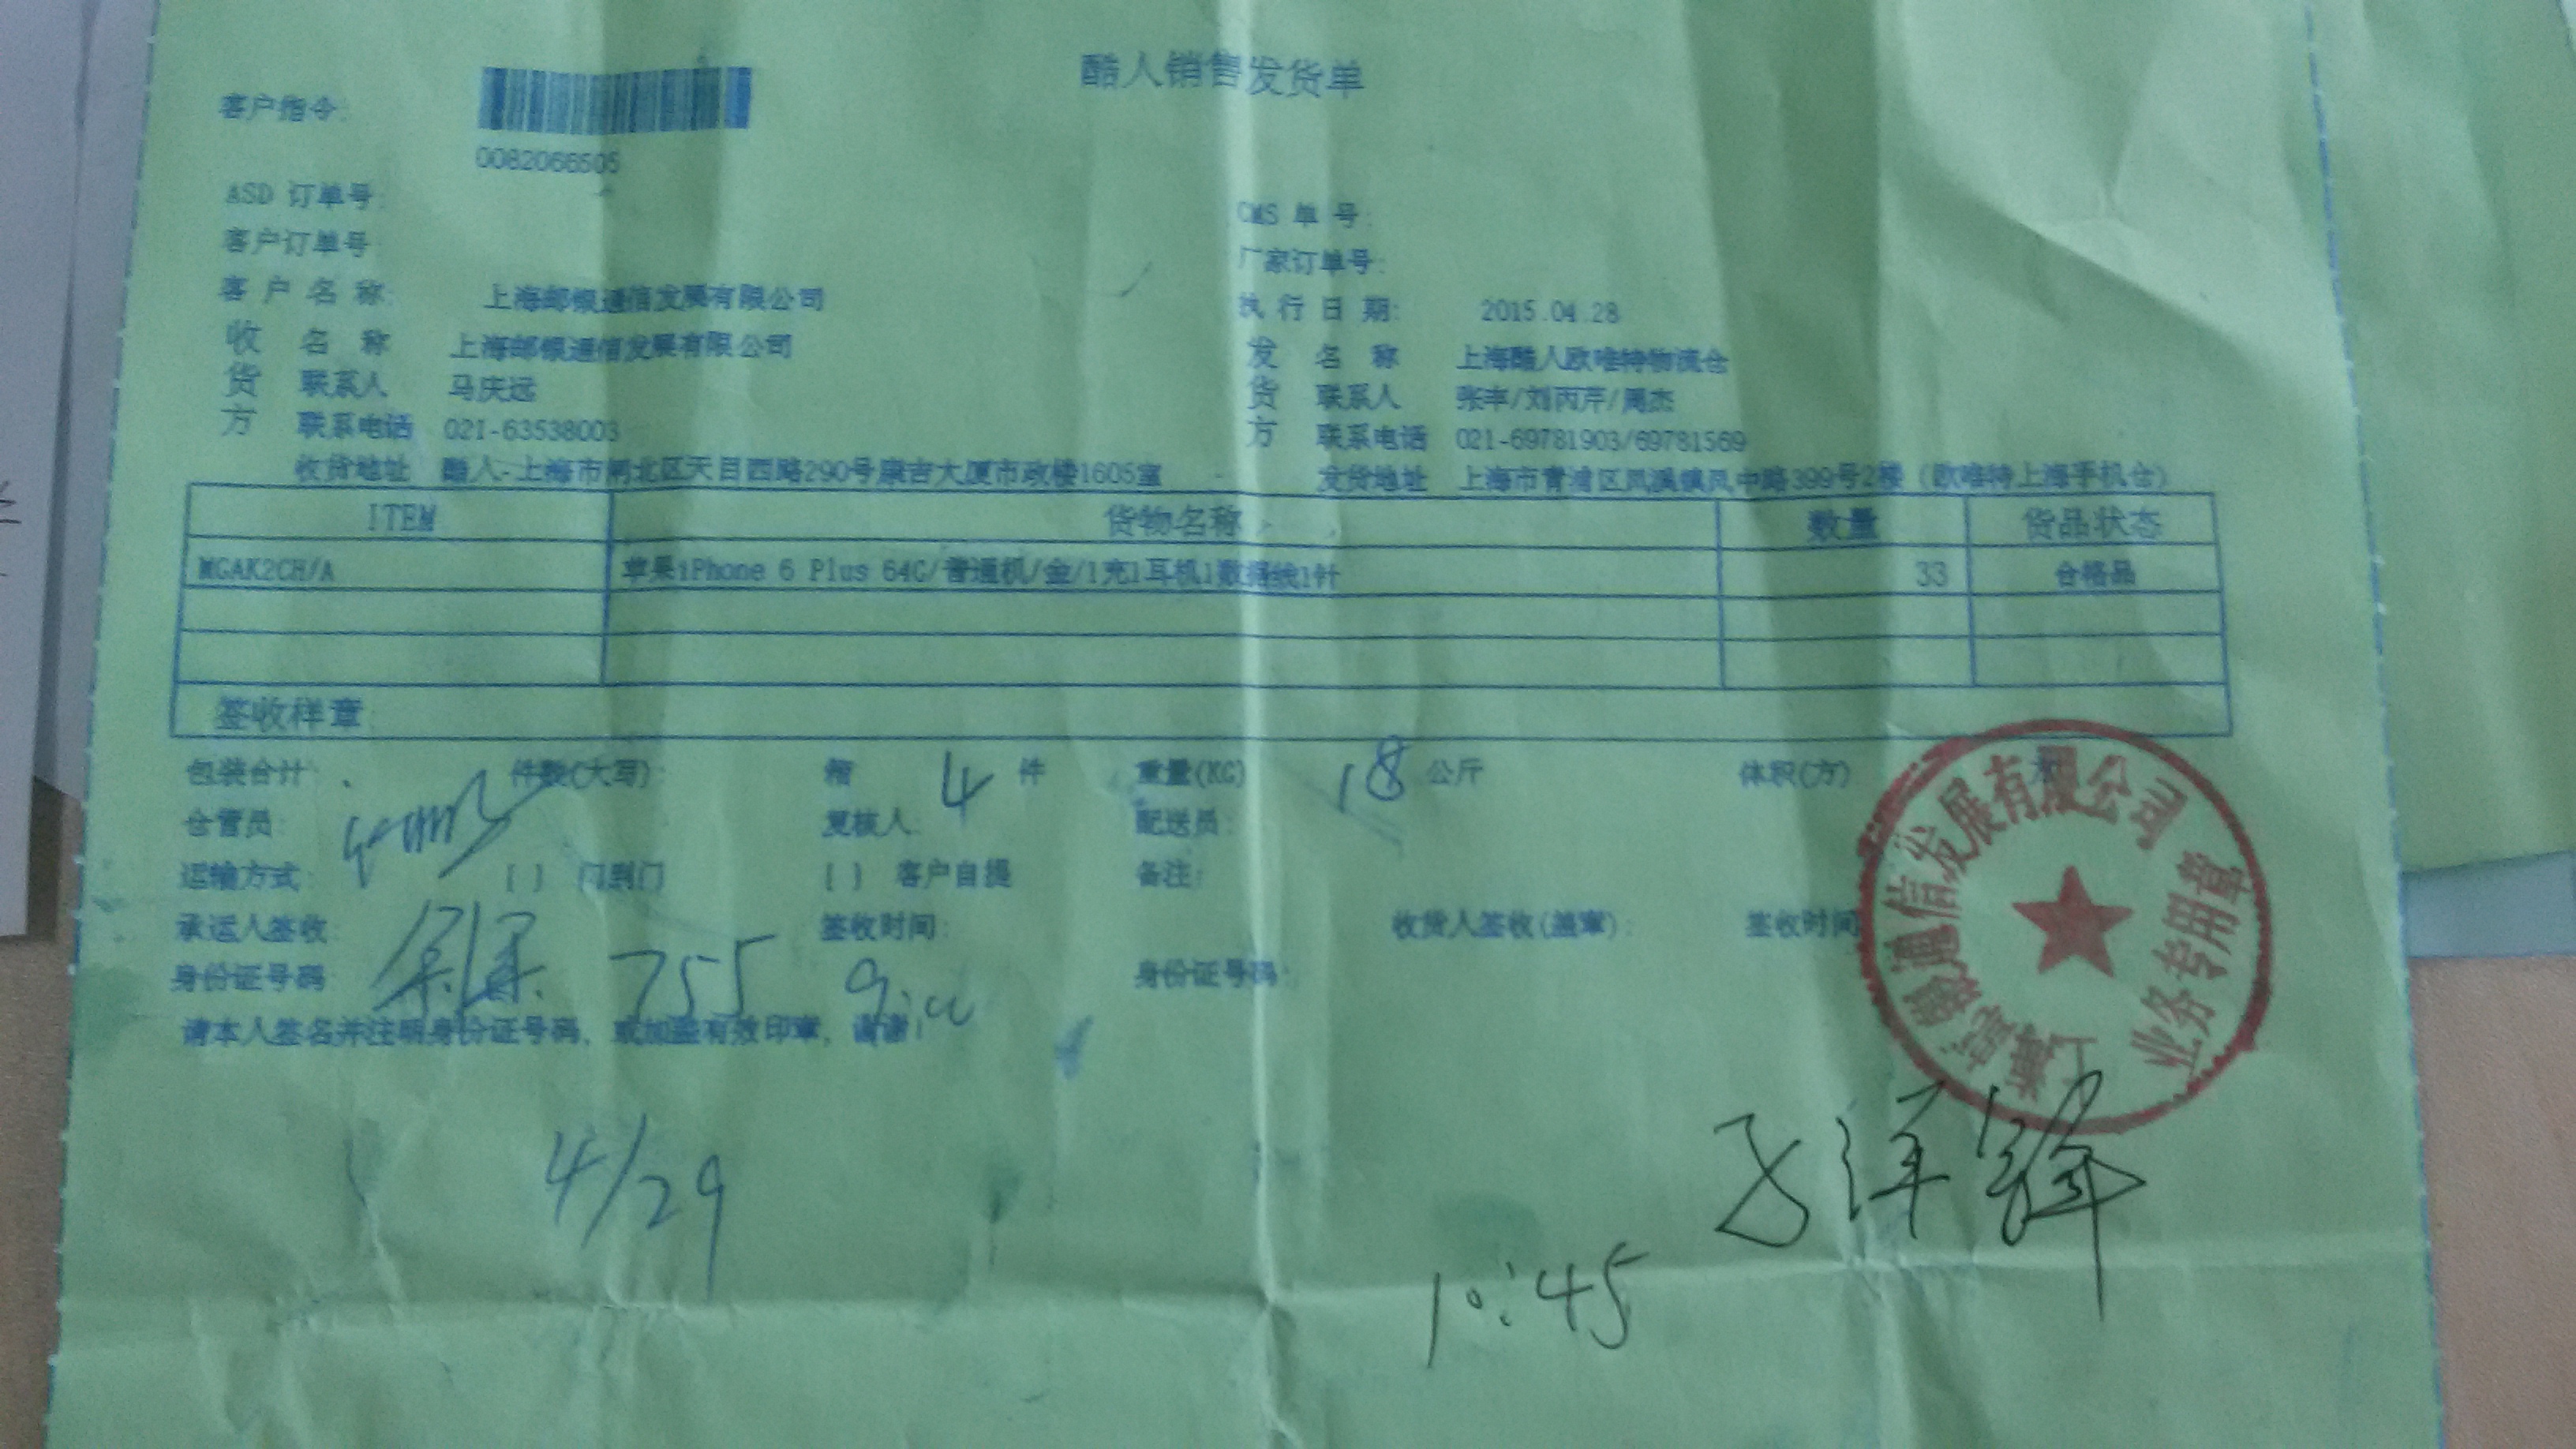 酷人销售发货单
客户指令:
0082066505
ASD 订单号:
CMS 单 号:
客户订单号:
厂家订单号:
客 户 名 称: 上海邮银通信发展有限公司
执 行 日 期: 2015.04.28
收货方
名 称 上海邮银通信发展有限公司
联系人 马庆远
联系电话 021-63538003
收货地址 酷人-上海市闸北区天目西路290号康吉大厦市政楼1605室
发货方
名 称 上海酷人欧唯特物流仓
联系人 张丰/刘丙芹/周杰
联系电话 021-69781903/69781569
发货地址 上海市青浦区凤溪镇凤中路399号2楼 (欧唯特上海手机仓)
ITEM 货物名称 数量 货品状态
MGAK2CH/A 苹果iPhone 6 Plus 64G/普通机/金/1充1耳机1数据线1针 33 合格品
签收样章:
包装合计: 件数(大写): 箱 4 件 重量(KG) 18 公斤 体积(方)
仓管员: 复核人: 配送员:
运输方式: [ ] 门到门 [ ] 客户自提 备注:
承运人签收: 签收时间: 收货人签收(盖章): 签收时间
身份证号码: 755 身份证号码:
请本人签名并注明身份证号码, 或加盖有效印章, 谢谢!
上海邮银通信发展有限公司
业务专用章
4/29
10:45